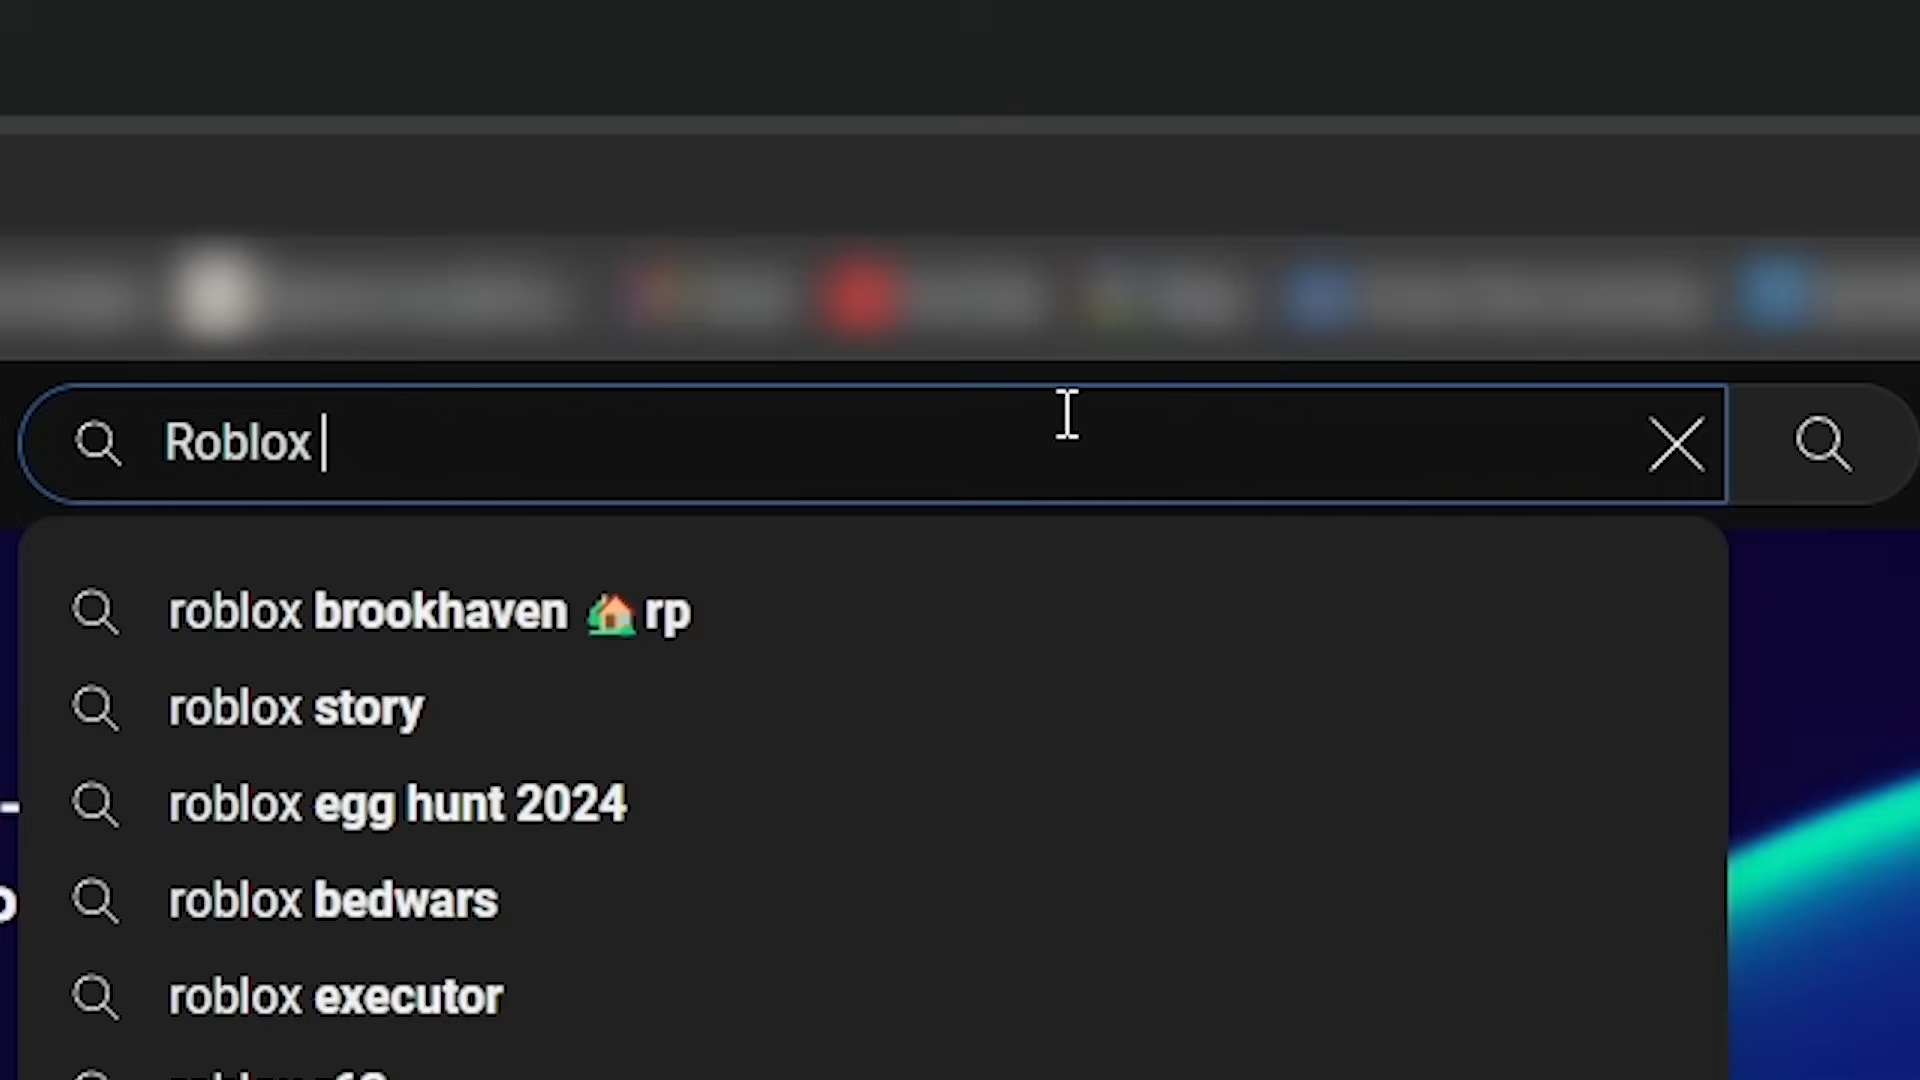 Roblox
roblox brookhaven 🏡 rp
roblox story
roblox egg hunt 2024
roblox bedwars
roblox executor